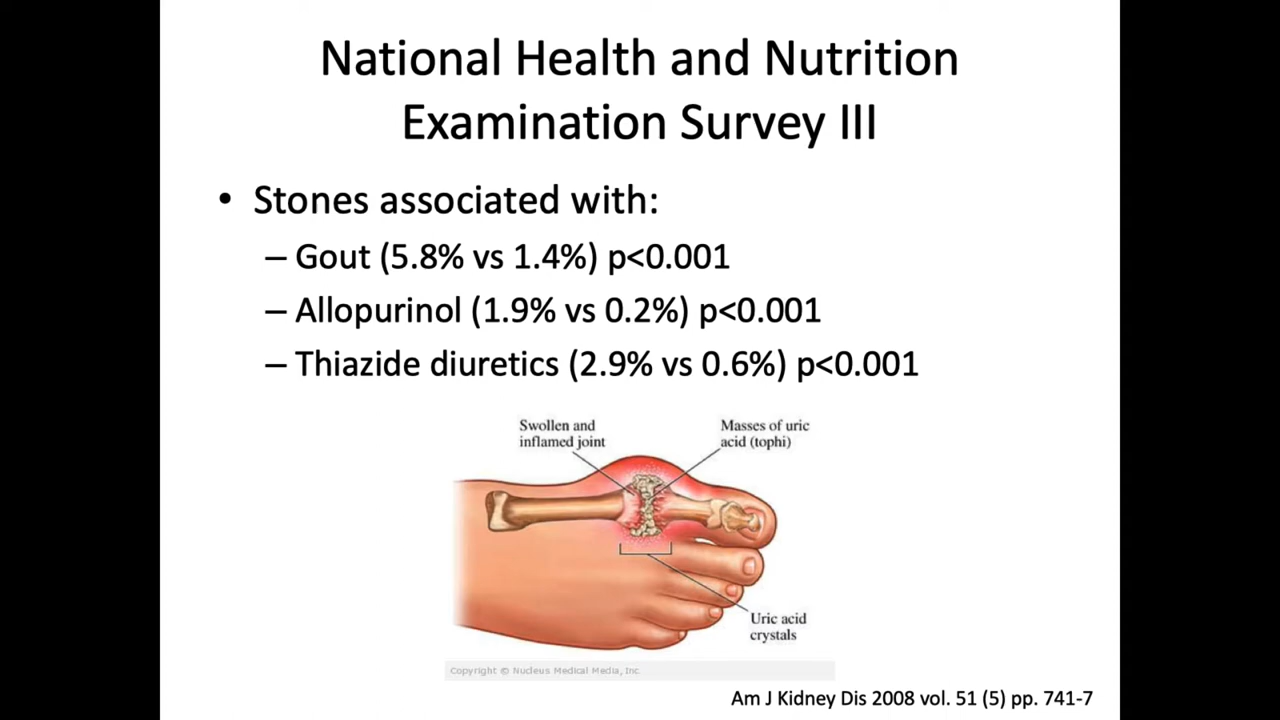 National Health and Nutrition
Examination Survey III
• Stones associated with:
– Gout (5.8% vs 1.4%) p<0.001
– Allopurinol (1.9% vs 0.2%) p<0.001
– Thiazide diuretics (2.9% vs 0.6%) p<0.001
Swollen and
inflamed joint
Masses of uric
acid (tophi)
Uric acid
crystals
Copyright © Nucleus Medical Media, Inc
Am J Kidney Dis 2008 vol. 51 (5) pp. 741-7